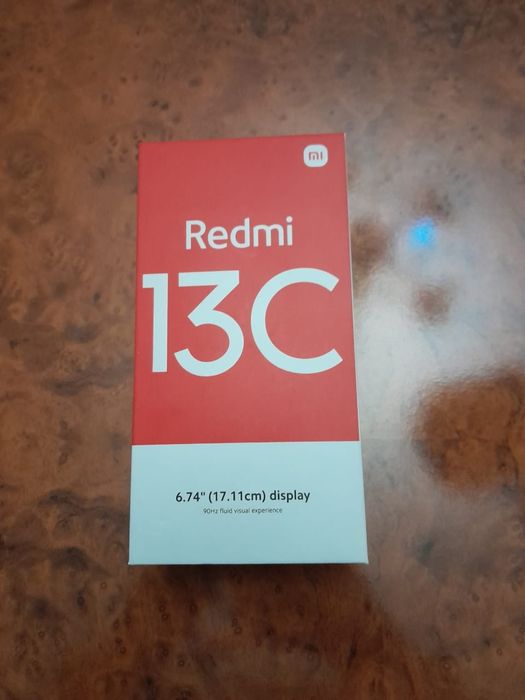 mi
Redmi
13C
6.74" (17.11cm) display
90Hz fluid visual experience